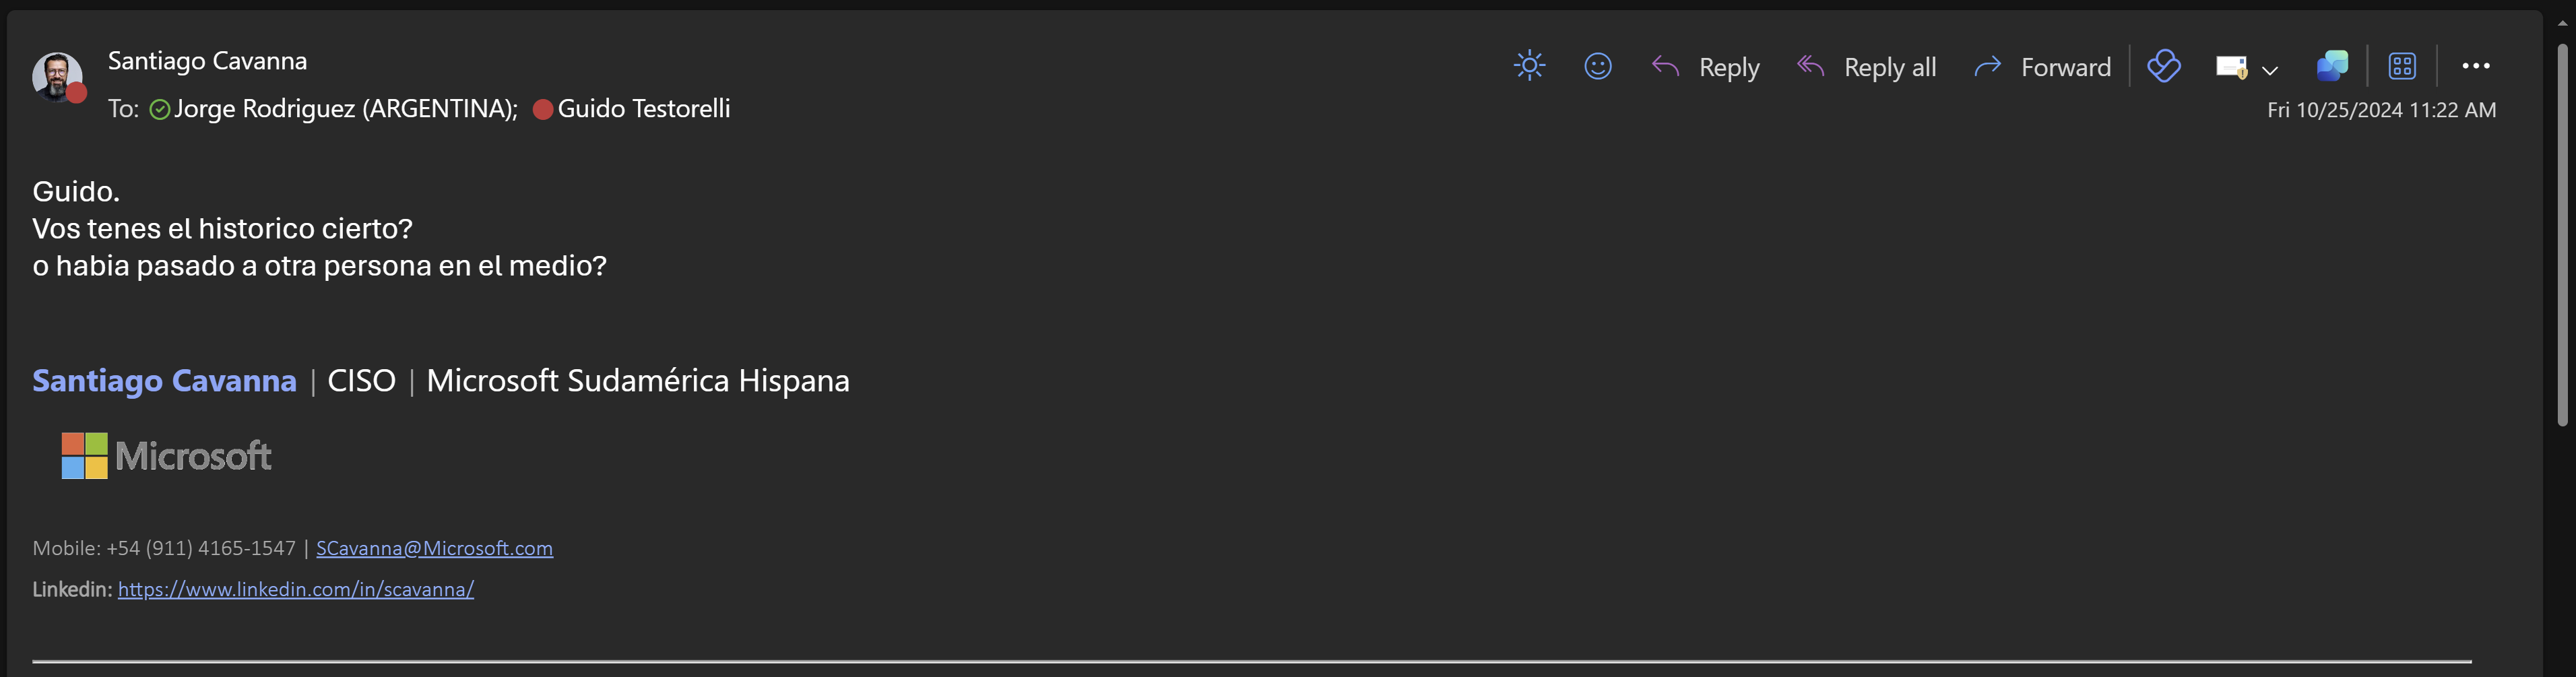 Santiago Cavanna
To: Jorge Rodriguez (ARGENTINA); Guido Testorelli
Reply
Reply all
Forward
Fri 10/25/2024 11:22 AM
Guido.
Vos tenes el historico cierto?
o habia pasado a otra persona en el medio?
Santiago Cavanna | CISO | Microsoft Sudamérica Hispana
Microsoft
Mobile: +54 (911) 4165-1547 | SCavanna@Microsoft.com
Linkedin: https://www.linkedin.com/in/scavanna/